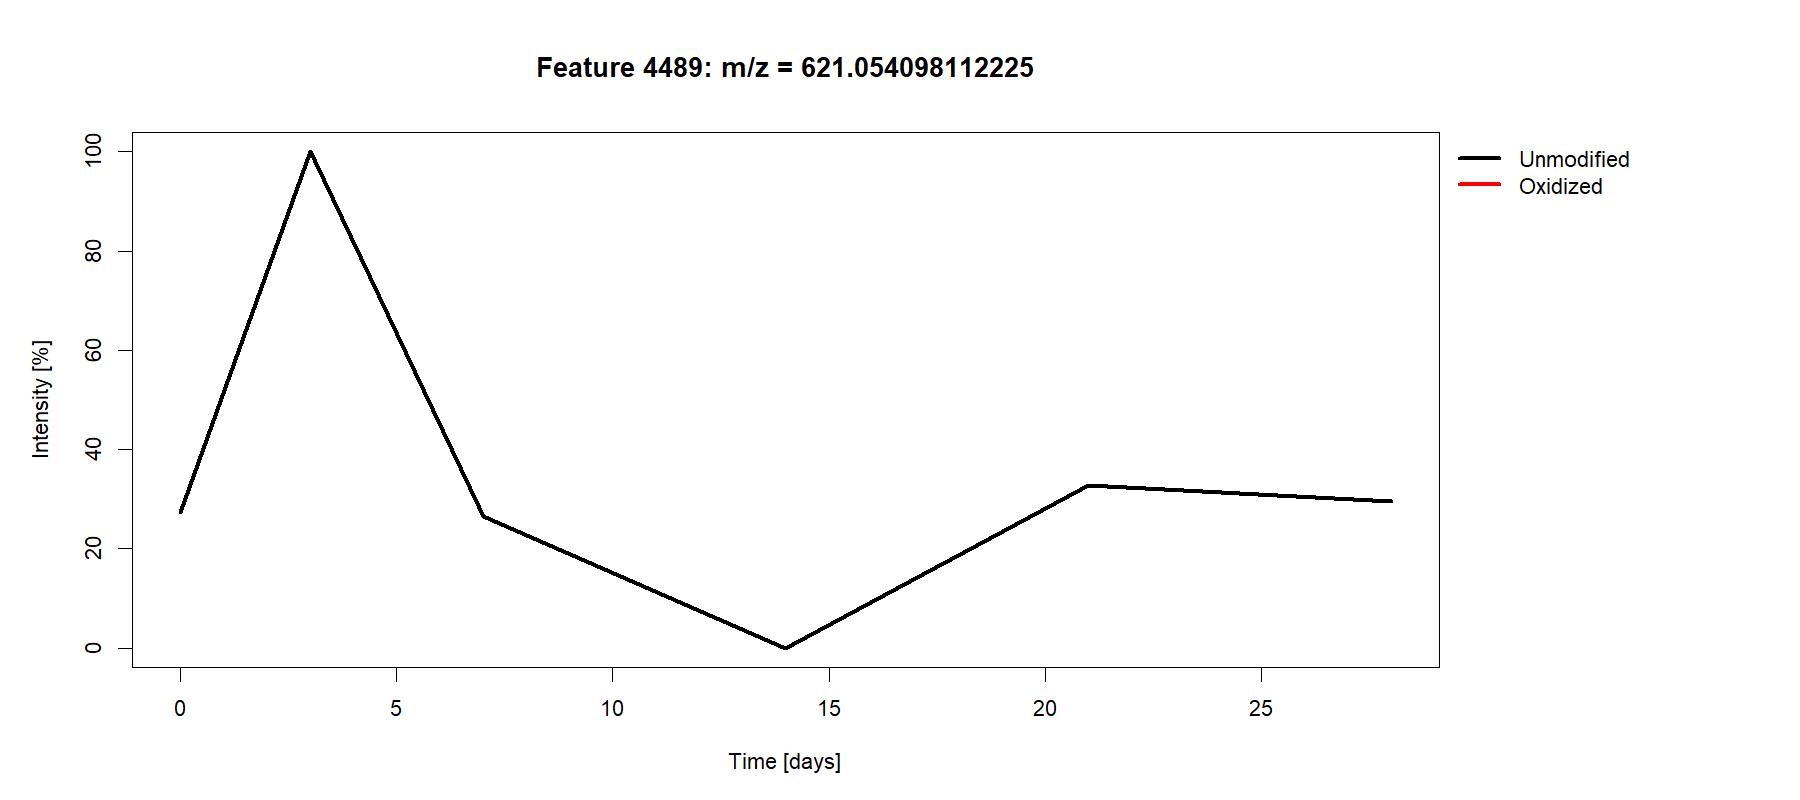 Feature 4489: m/z = 621.054098112225
Unmodified
Oxidized
Intensity [%]
100
80
60
40
20
0
0 5 10 15 20 25
Time [days]